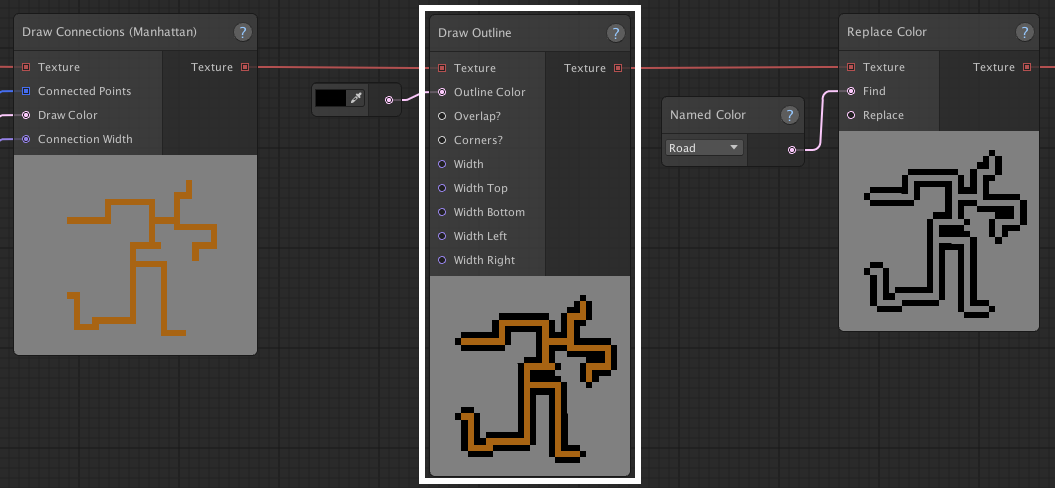 Draw Connections (Manhattan) ?
Texture Texture
Connected Points
Draw Color
Connection Width
Draw Outline ?
Texture Texture
Outline Color
Overlap?
Corners?
Width
Width Top
Width Bottom
Width Left
Width Right
Named Color ?
Road
Replace Color ?
Texture Texture
Find
Replace